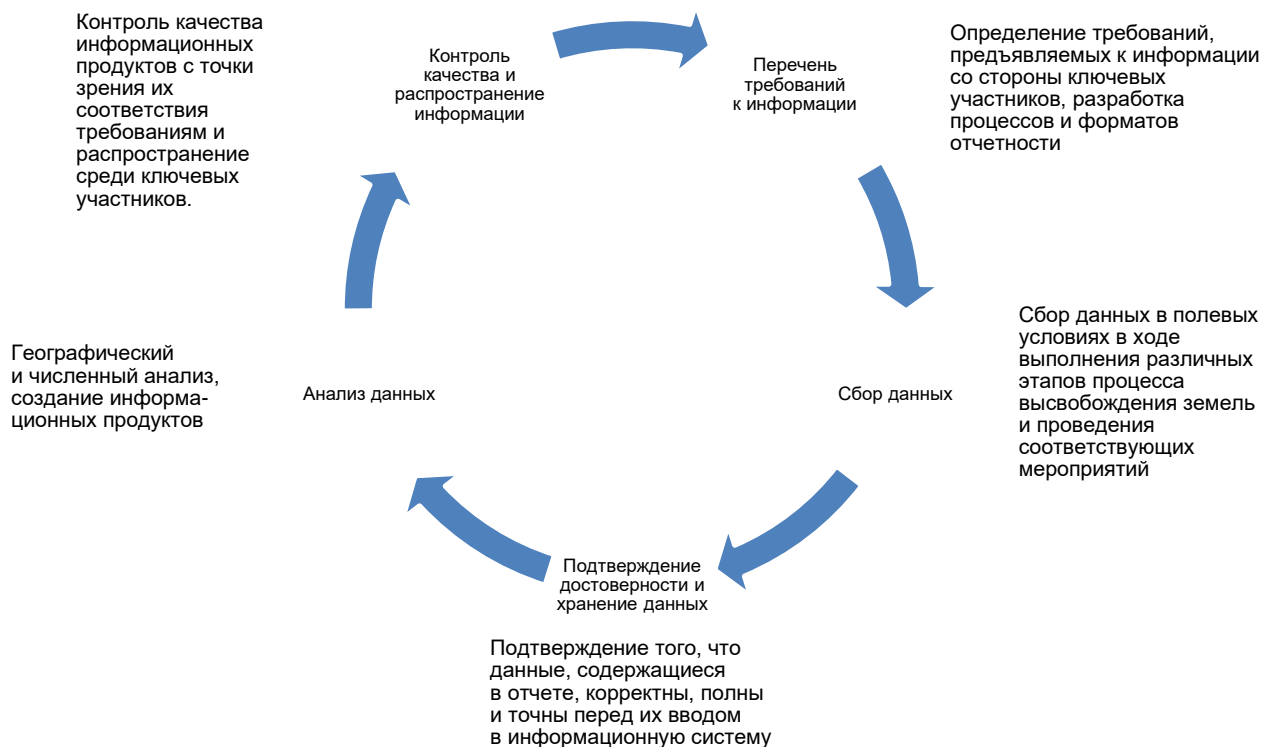 Контроль качества
информационных
продуктов с точки
зрения их
соответствия
требованиям и
распространение
среди ключевых
участников.
Контроль
качества и
распространение
информации
Перечень
требований
к информации
Определение требований,
предъявляемых к информации
со стороны ключевых
участников, разработка
процессов и форматов
отчетности
Географический
и численный анализ,
создание информа-
ционных продуктов
Анализ данных
Сбор данных
Сбор данных в полевых
условиях в ходе
выполнения различных
этапов процесса
высвобождения земель
и проведения
соответствующих
мероприятий
Подтверждение
достоверности и
хранение данных
Подтверждение того, что
данные, содержащиеся
в отчете, корректны, полны
и точны перед их вводом
в информационную систему